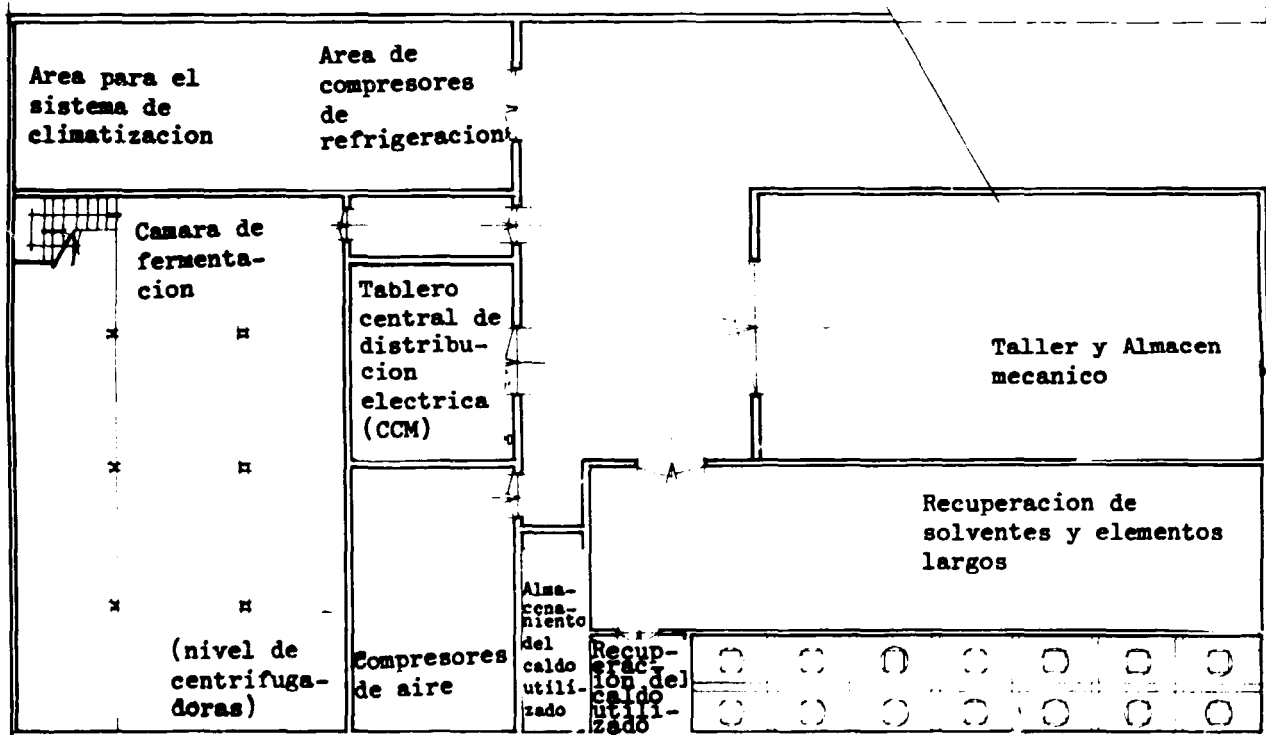 Area para el
sistema de
climatizacion
Area de
compresores
de
refrigeracion
Camara de
fermenta-
cion
Tablero
central de
distribu-
cion
electrica
(CCM)
Taller y Almacen
mecanico
Recuperacion de
solventes y elementos
largos
(nivel de
centrifuga-
doras)
Compresores
de aire
Alma-
cena-
miento
del
caldo
utili-
zado
Recup-
erac-
ión del
caldo
utili-
zado